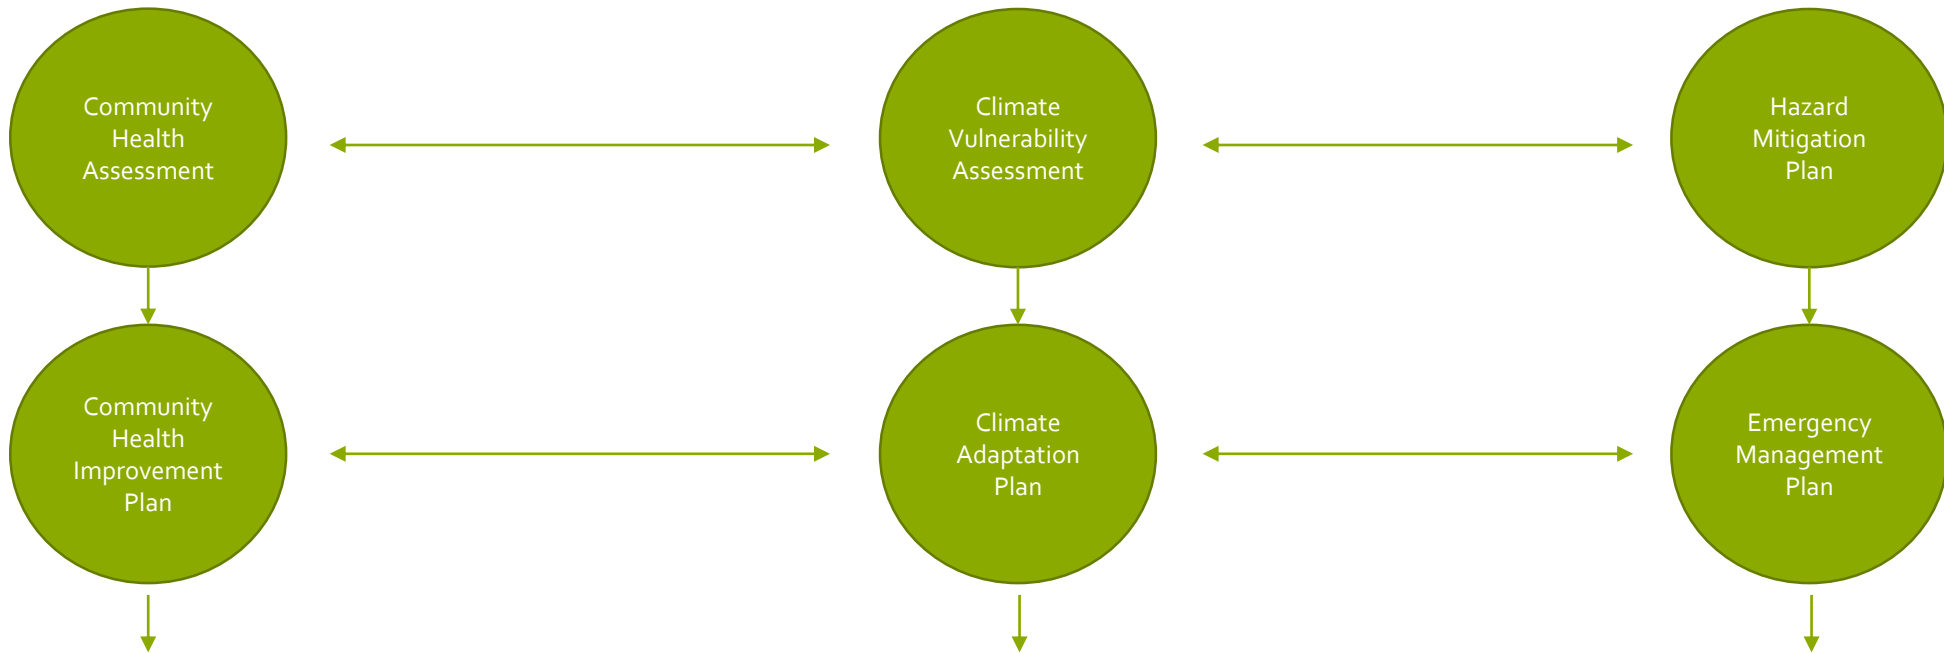 Community
Health
Assessment
Climate
Vulnerability
Assessment
Hazard
Mitigation
Plan
Community
Health
Improvement
Plan
Climate
Adaptation
Plan
Emergency
Management
Plan